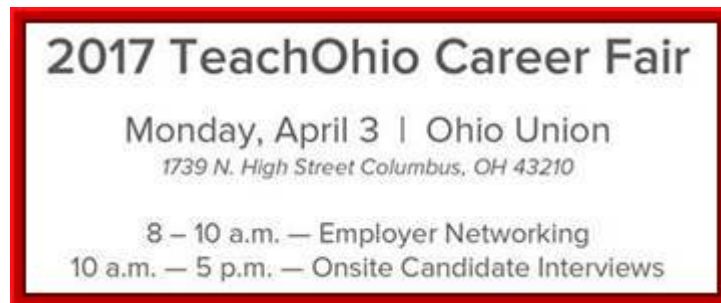 2017 TeachOhio Career Fair
Monday, April 3 | Ohio Union
1739 N. High Street Columbus, OH 43210
8 – 10 a.m. — Employer Networking
10 a.m. — 5 p.m. — Onsite Candidate Interviews